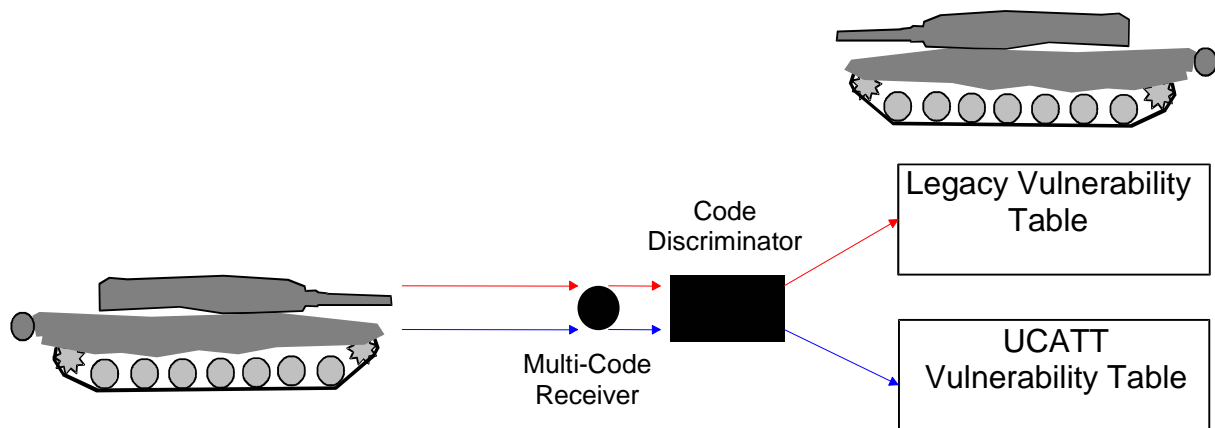 Legacy Vulnerability
Table
Code
Discriminator
UCATT
Vulnerability Table
Multi-Code
Receiver